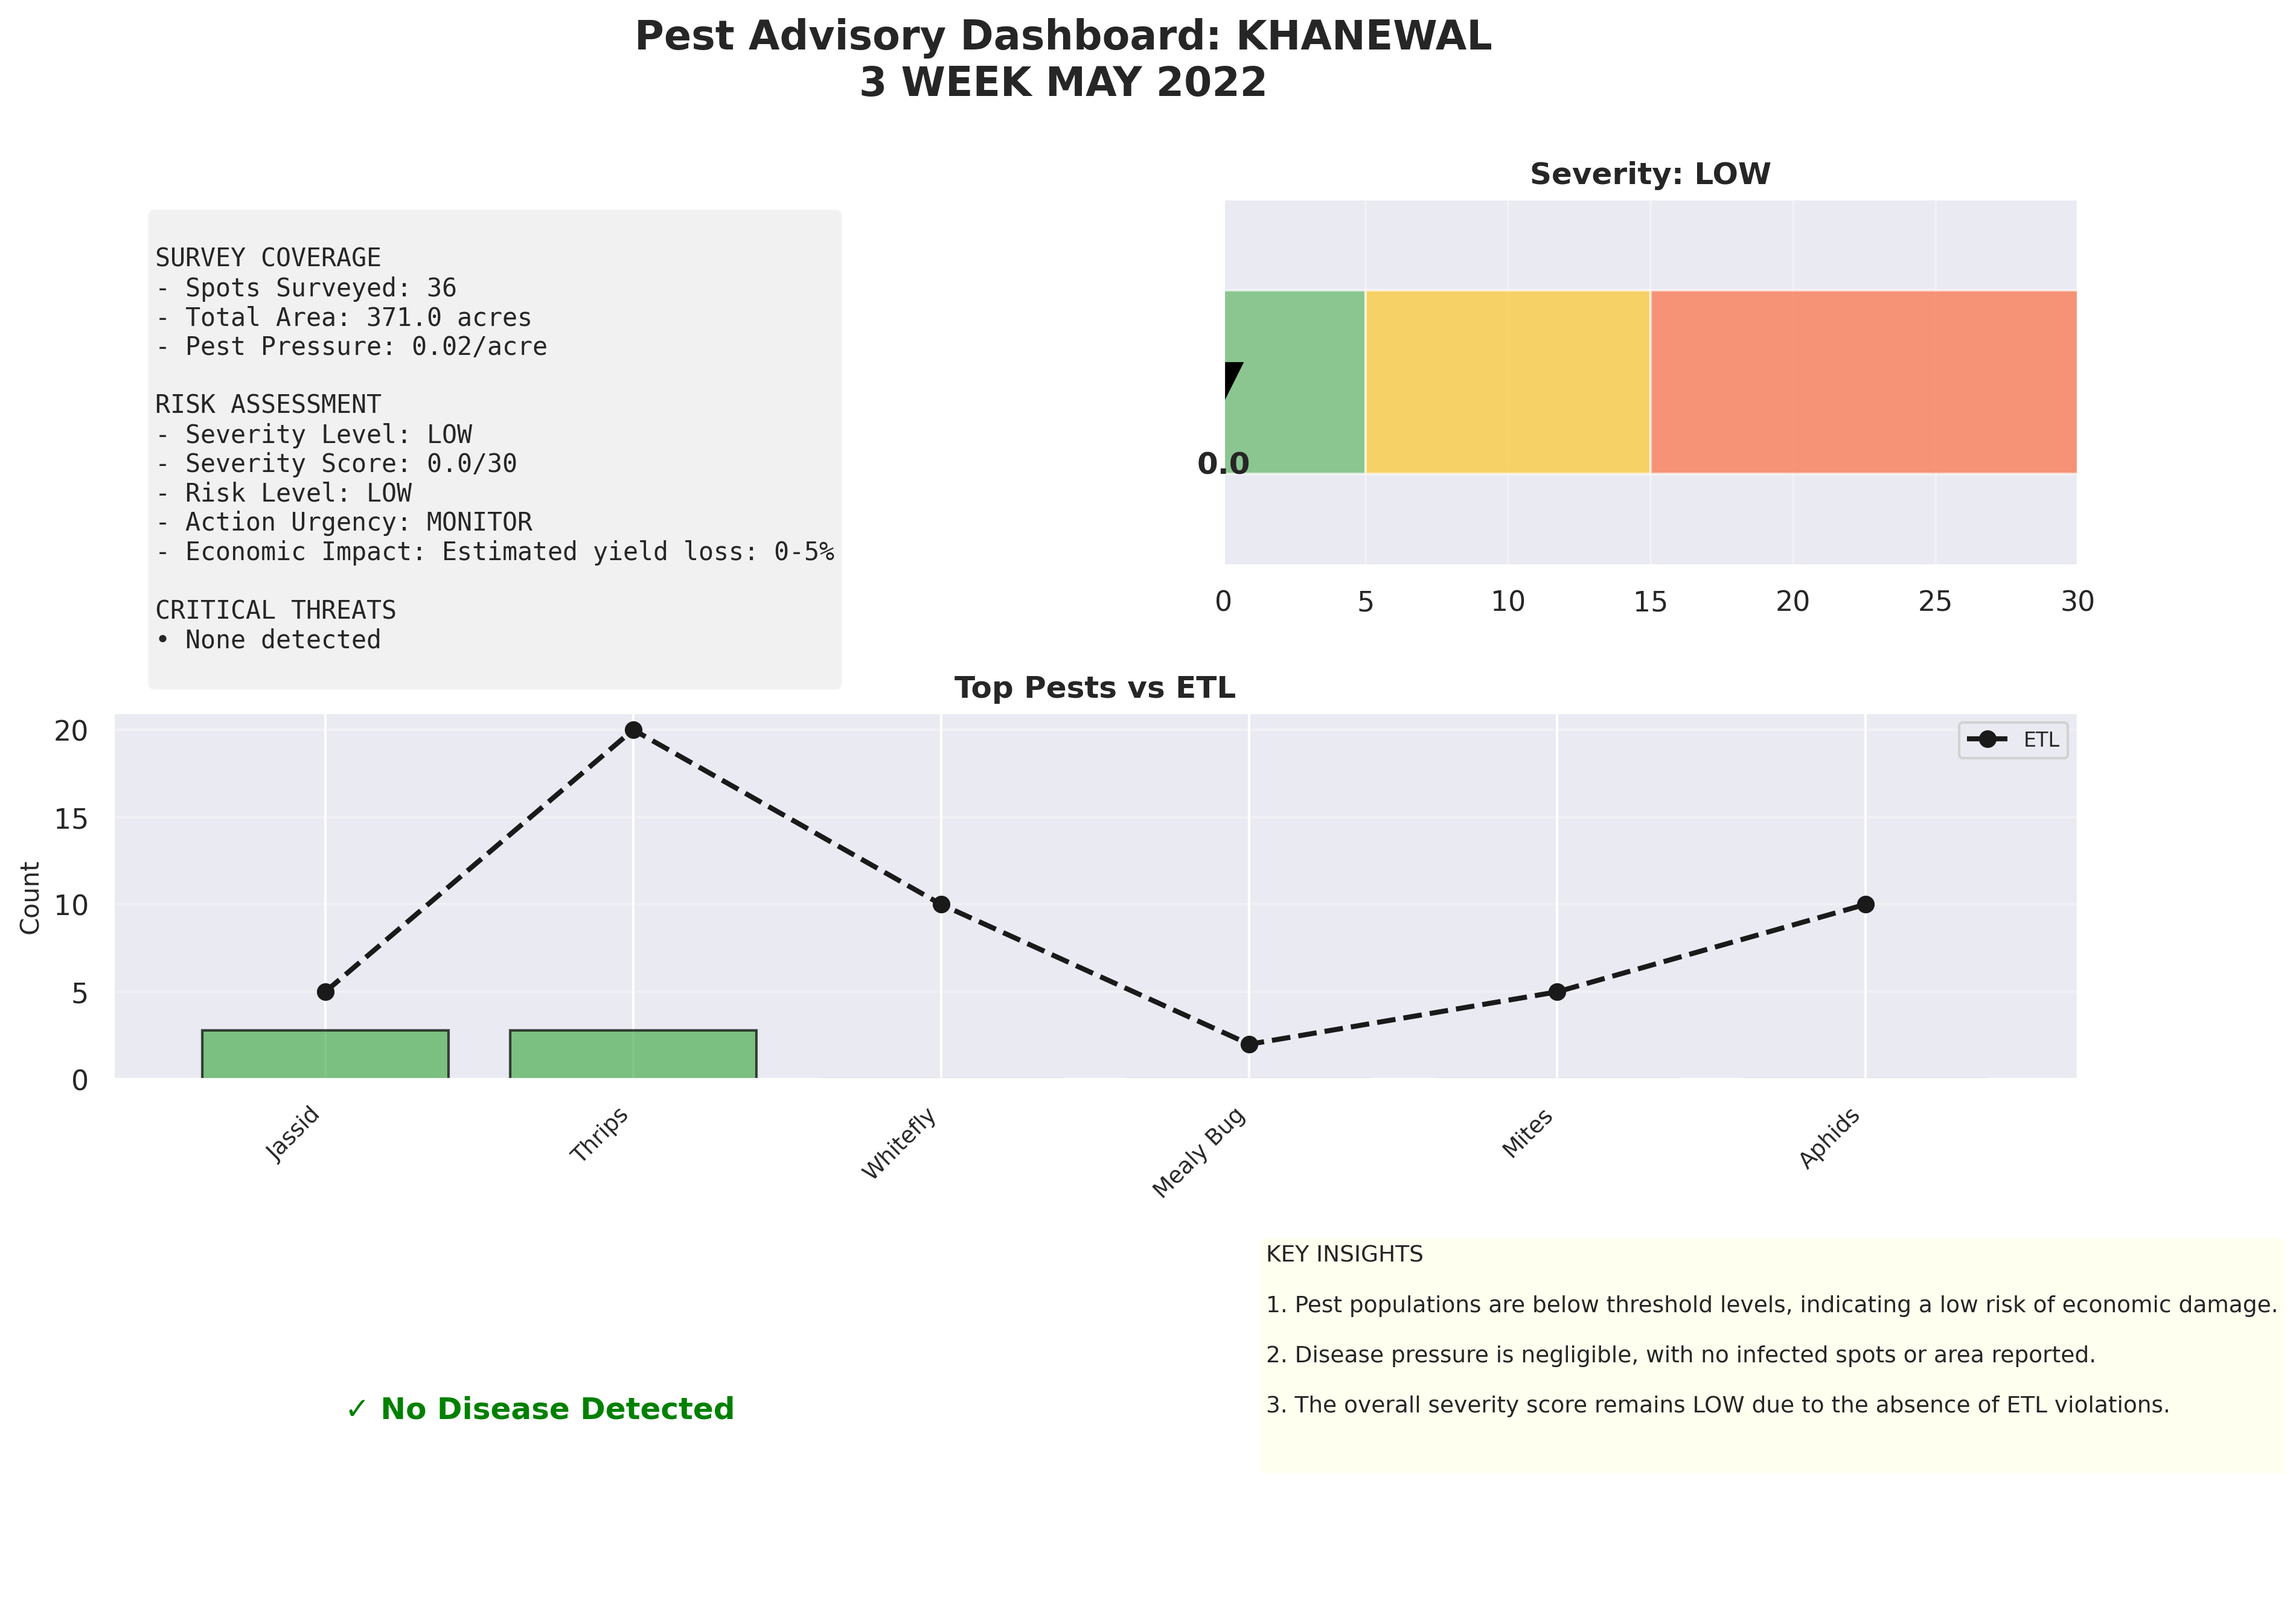 Pest Advisory Dashboard: KHANEWAL
3 WEEK MAY 2022
SURVEY COVERAGE
- Spots Surveyed: 36
- Total Area: 371.0 acres
- Pest Pressure: 0.02/acre
RISK ASSESSMENT
- Severity Level: LOW
- Severity Score: 0.0/30
- Risk Level: LOW
- Action Urgency: MONITOR
- Economic Impact: Estimated yield loss: 0-5%
CRITICAL THREATS
• None detected
Severity: LOW
0.0
0 5 10 15 20 25 30
Top Pests vs ETL
ETL
Count
20
15
10
5
0
Jassid
Thrips
Whitefly
Mealy Bug
Mites
Aphids
✓ No Disease Detected
KEY INSIGHTS
1. Pest populations are below threshold levels, indicating a low risk of economic damage.
2. Disease pressure is negligible, with no infected spots or area reported.
3. The overall severity score remains LOW due to the absence of ETL violations.